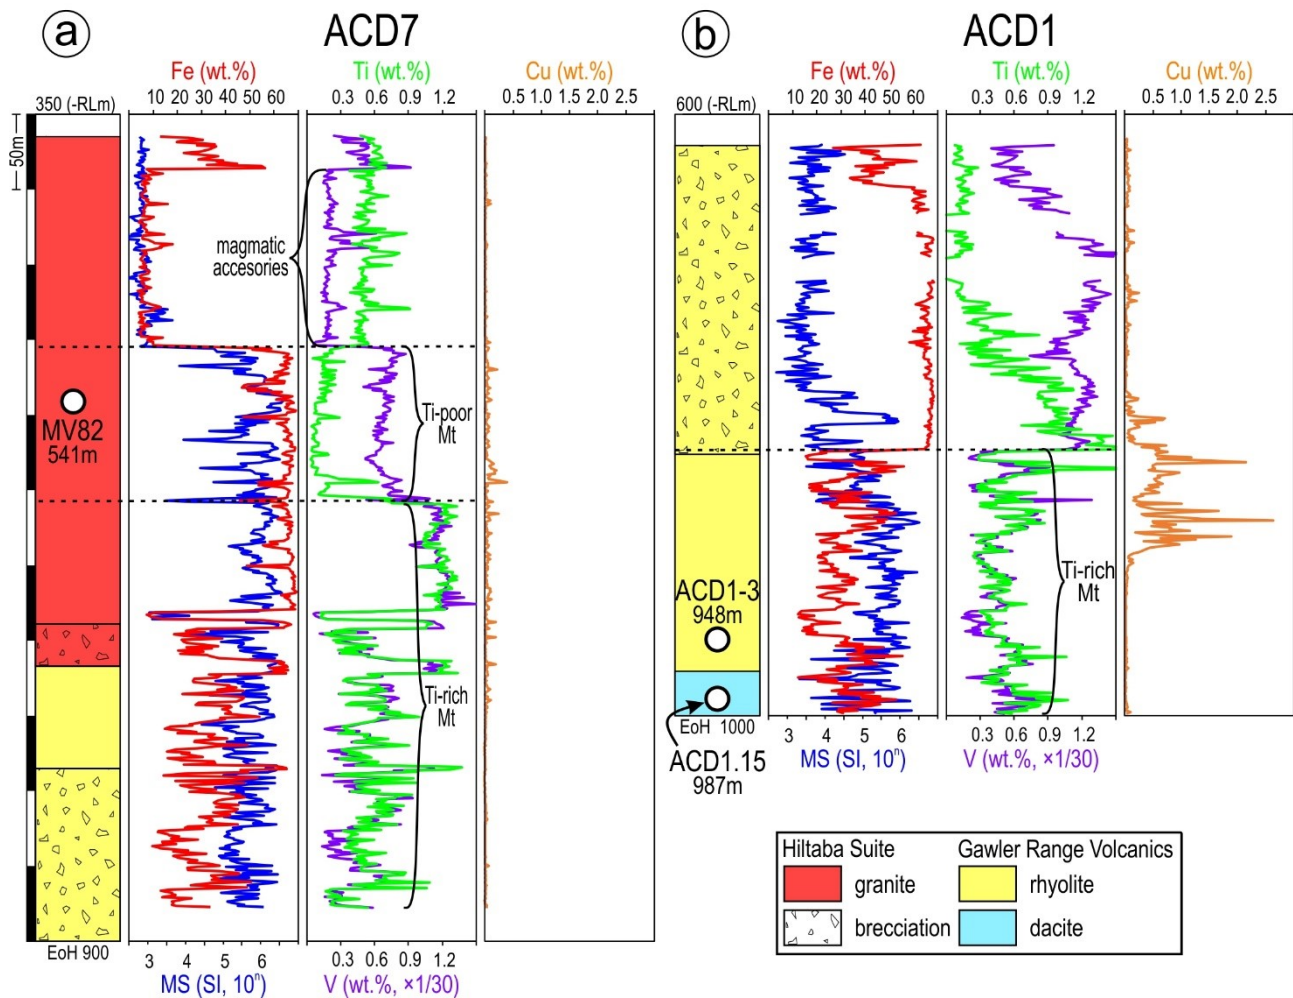 a
ACD7
Fe (wt.%)
Ti (wt.%)
Cu (wt.%)
350 (-RLm)
10 20 30 40 50 60
0.3 0.6 0.9 1.2
0.5 1.0 1.5 2.0 2.5
50m
magmatic
accesories
MV82
541m
Ti-poor
Mt
Ti-rich
Mt
EoH 900
3 4 5 6
0.3 0.6 0.9 1.2
MS (SI, 10ⁿ)
V (wt.%, ×1/30)
b
ACD1
Fe (wt.%)
Ti (wt.%)
Cu (wt.%)
600 (-RLm)
10 20 30 40 50 60
0.3 0.6 0.9 1.2
0.5 1.0 1.5 2.0 2.5
ACD1-3
948m
Ti-rich
Mt
EoH 1000
ACD1.15
987m
3 4 5 6
0.3 0.6 0.9 1.2
MS (SI, 10ⁿ)
V (wt.%, ×1/30)
Hiltaba Suite
granite
brecciation
Gawler Range Volcanics
rhyolite
dacite